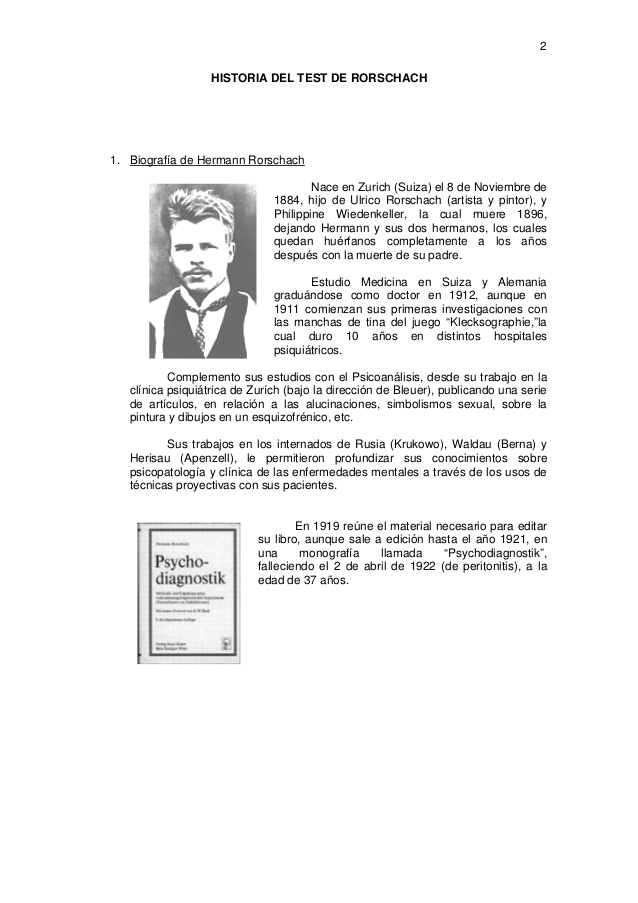 2
HISTORIA DEL TEST DE RORSCHACH
1. Biografía de Hermann Rorschach
Nace en Zurich (Suiza) el 8 de Noviembre de
1884, hijo de Ulrico Rorschach (artista y pintor), y
Philippine Wiedenkeller, la cual muere 1896,
dejando Hermann y sus dos hermanos, los cuales
quedan huérfanos completamente a los años
después con la muerte de su padre.
Estudio Medicina en Suiza y Alemania
graduándose como doctor en 1912, aunque en
1911 comienzan sus primeras investigaciones con
las manchas de tina del juego “Klecksographie,”la
cual duro 10 años en distintos hospitales
psiquiátricos.
Complemento sus estudios con el Psicoanálisis, desde su trabajo en la
clínica psiquiátrica de Zurích (bajo la dirección de Bleuer), publicando una serie
de artículos, en relación a las alucinaciones, simbolismos sexual, sobre la
pintura y dibujos en un esquizofrénico, etc.
Sus trabajos en los internados de Rusia (Krukowo), Waldau (Berna) y
Herisau (Apenzell), le permitieron profundizar sus conocimientos sobre
psicopatología y clínica de las enfermedades mentales a través de los usos de
técnicas proyectivas con sus pacientes.
En 1919 reúne el material necesario para editar
su libro, aunque sale a edición hasta el año 1921, en
una monografía llamada “Psychodiagnostik”,
falleciendo el 2 de abril de 1922 (de peritonitis), a la
edad de 37 años.
Hermann Rorschach
Psycho-
diagnostik